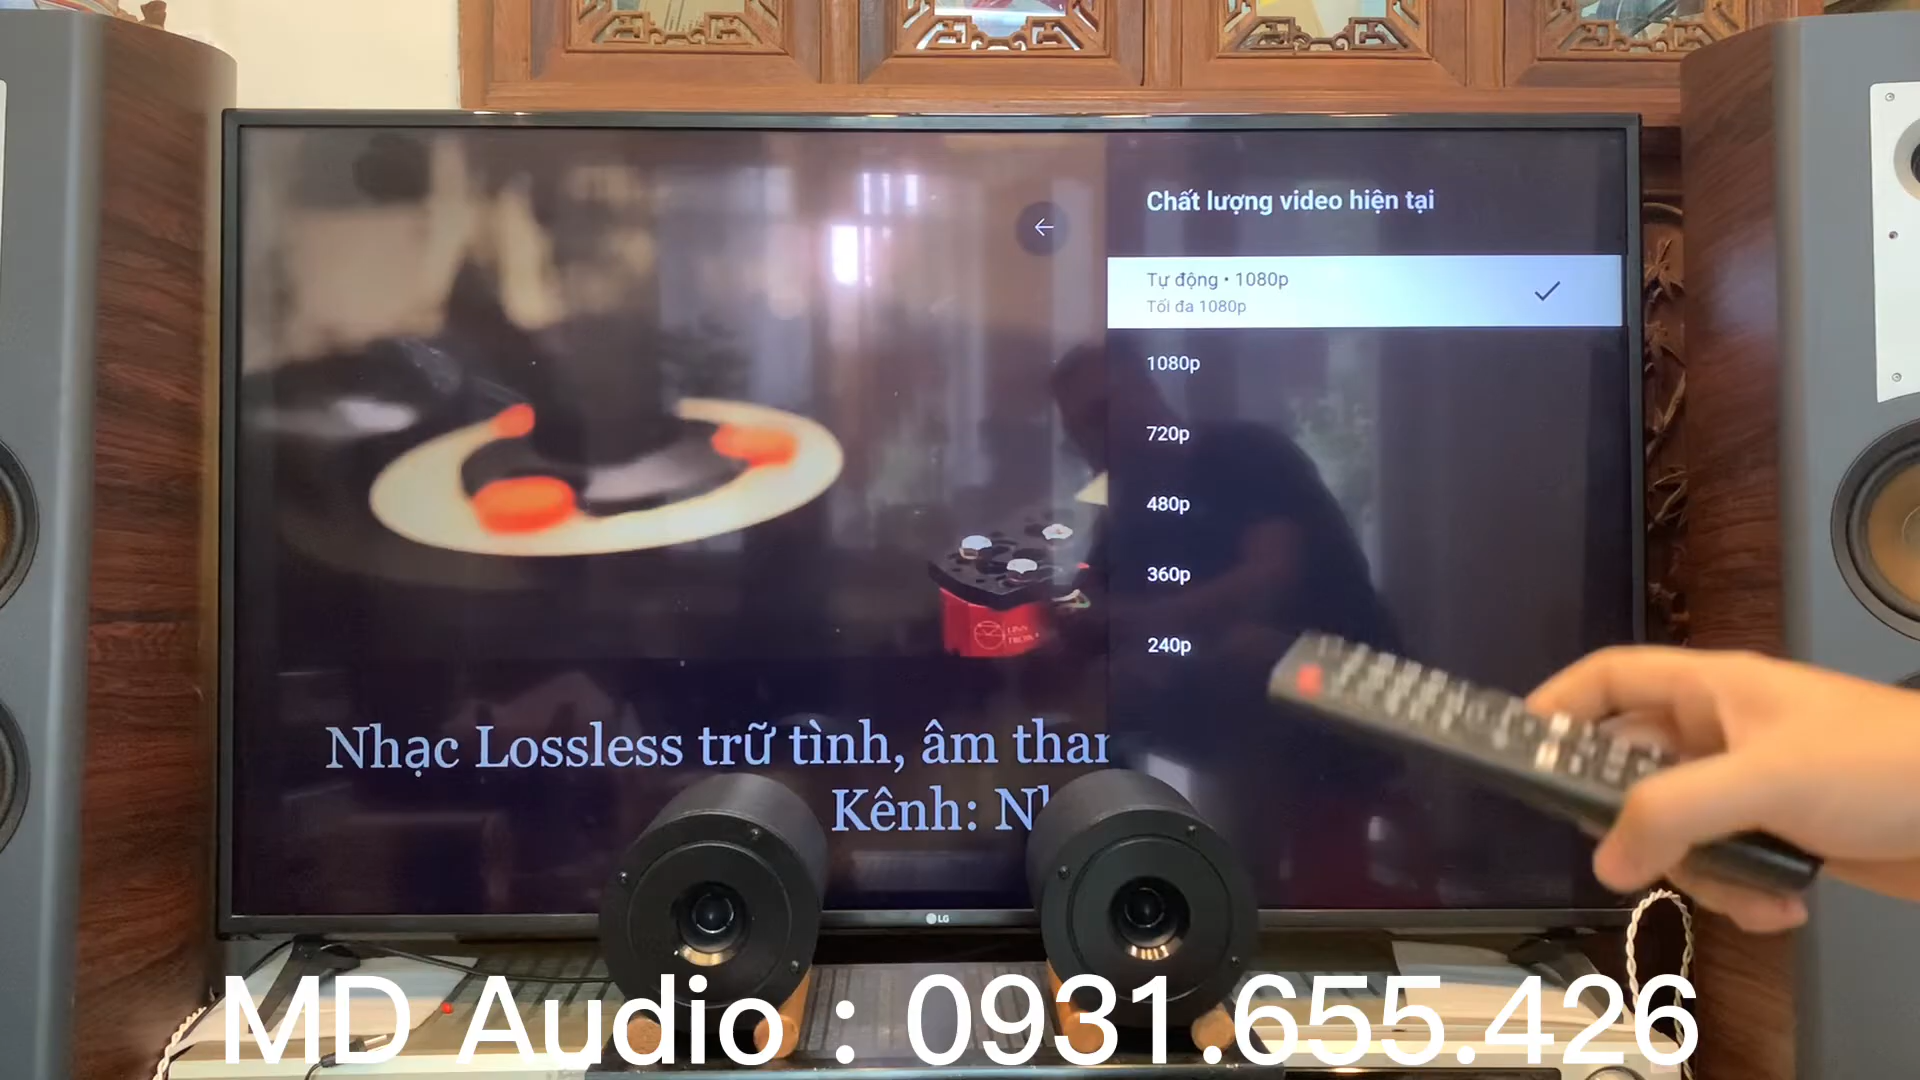 Chất lượng video hiện tại
Tự động • 1080p
Tối đa 1080p
1080p
720p
480p
360p
240p
Nhạc Lossless trữ tình, âm
Kênh:
LG
MD Audio : 0931.655.426